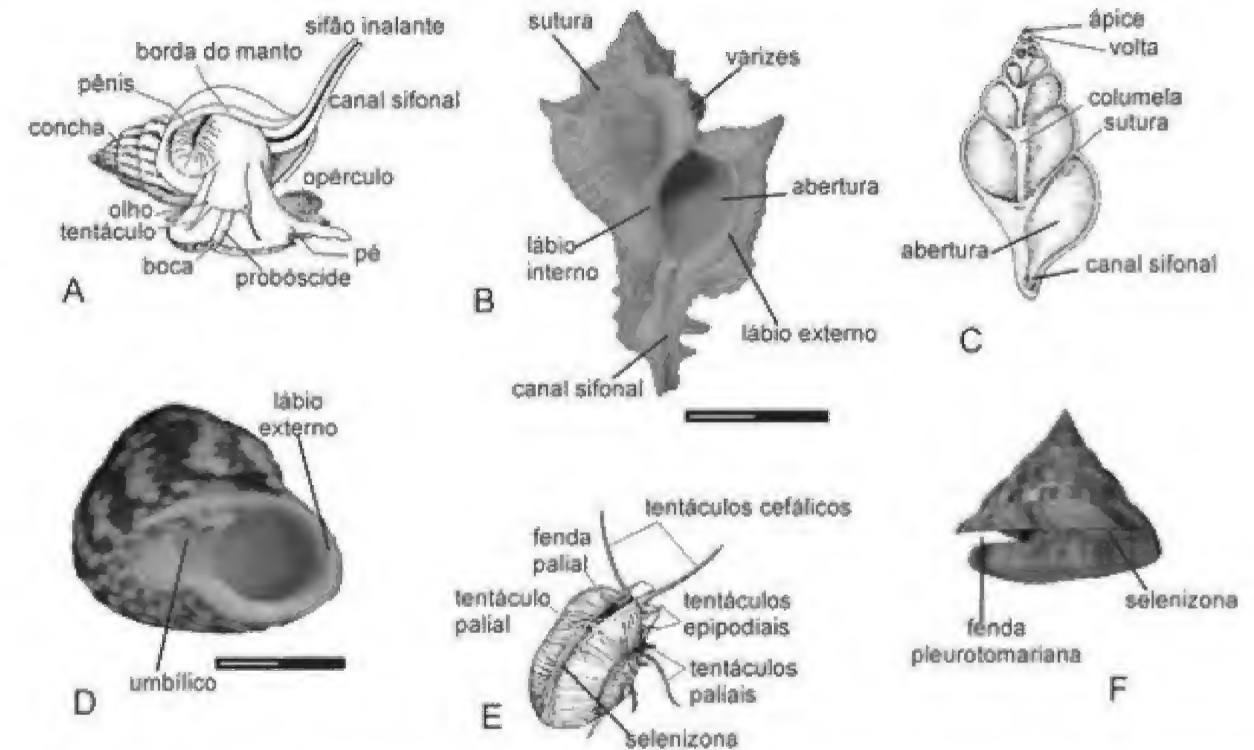 sifão inalante
borda do manto
pênis
canal sifonal
concha
opérculo
olho
tentáculo
pé
boca
probóscide
A
sutura
varizes
abertura
lábio
interno
lábio externo
canal sifonal
B
ápice
volta
columela
sutura
abertura
canal sifonal
C
lábio
externo
umbílico
D
tentáculos cefálicos
fenda
palial
tentáculo
palial
tentáculos
epipodiais
tentáculos
paliais
selenizona
E
selenizona
fenda
pleurotomariana
F